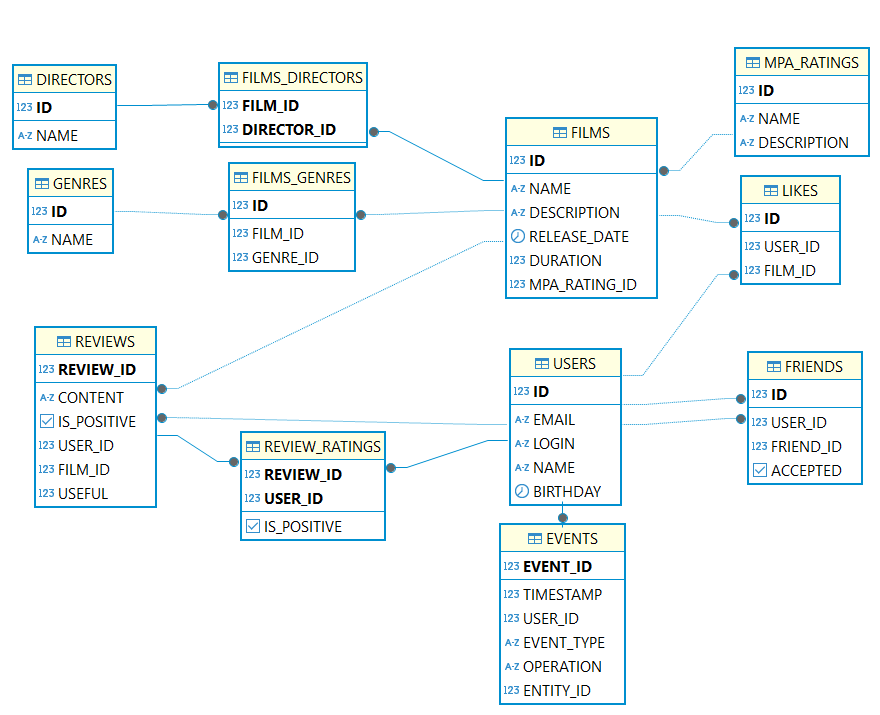 DIRECTORS
123 ID
A-Z NAME
FILMS_DIRECTORS
123 FILM_ID
123 DIRECTOR_ID
GENRES
123 ID
A-Z NAME
FILMS_GENRES
123 ID
123 FILM_ID
123 GENRE_ID
FILMS
123 ID
A-Z NAME
A-Z DESCRIPTION
RELEASE_DATE
123 DURATION
123 MPA_RATING_ID
MPA_RATINGS
123 ID
A-Z NAME
A-Z DESCRIPTION
LIKES
123 ID
123 USER_ID
123 FILM_ID
REVIEWS
123 REVIEW_ID
A-Z CONTENT
IS_POSITIVE
123 USER_ID
123 FILM_ID
123 USEFUL
REVIEW_RATINGS
123 REVIEW_ID
123 USER_ID
IS_POSITIVE
USERS
123 ID
A-Z EMAIL
A-Z LOGIN
A-Z NAME
BIRTHDAY
FRIENDS
123 ID
123 USER_ID
123 FRIEND_ID
ACCEPTED
EVENTS
123 EVENT_ID
123 TIMESTAMP
123 USER_ID
A-Z EVENT_TYPE
A-Z OPERATION
123 ENTITY_ID